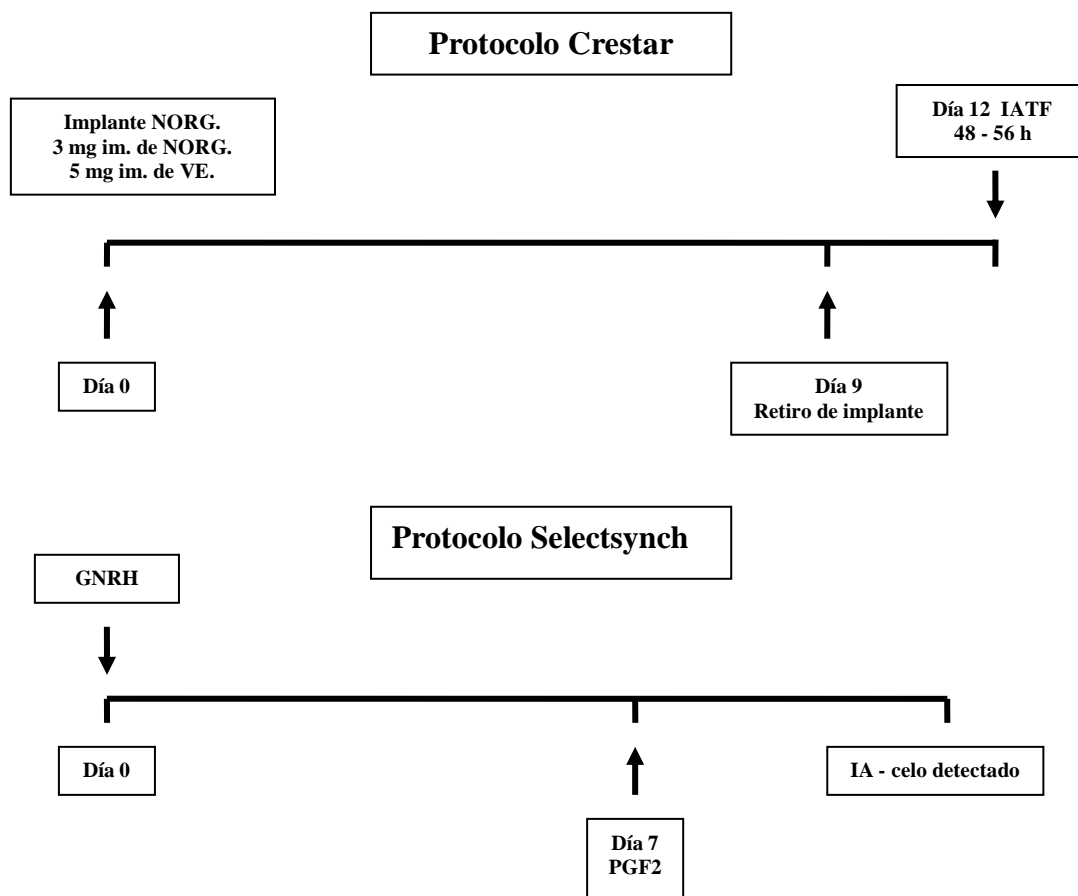 Protocolo Crestar
Implante NORG.
3 mg im. de NORG.
5 mg im. de VE.
Día 12  IATF
48 - 56 h
Día 0
Día 9
Retiro de implante
Protocolo Selectsynch
GNRH
Día 0
IA - celo detectado
Día 7
PGF2